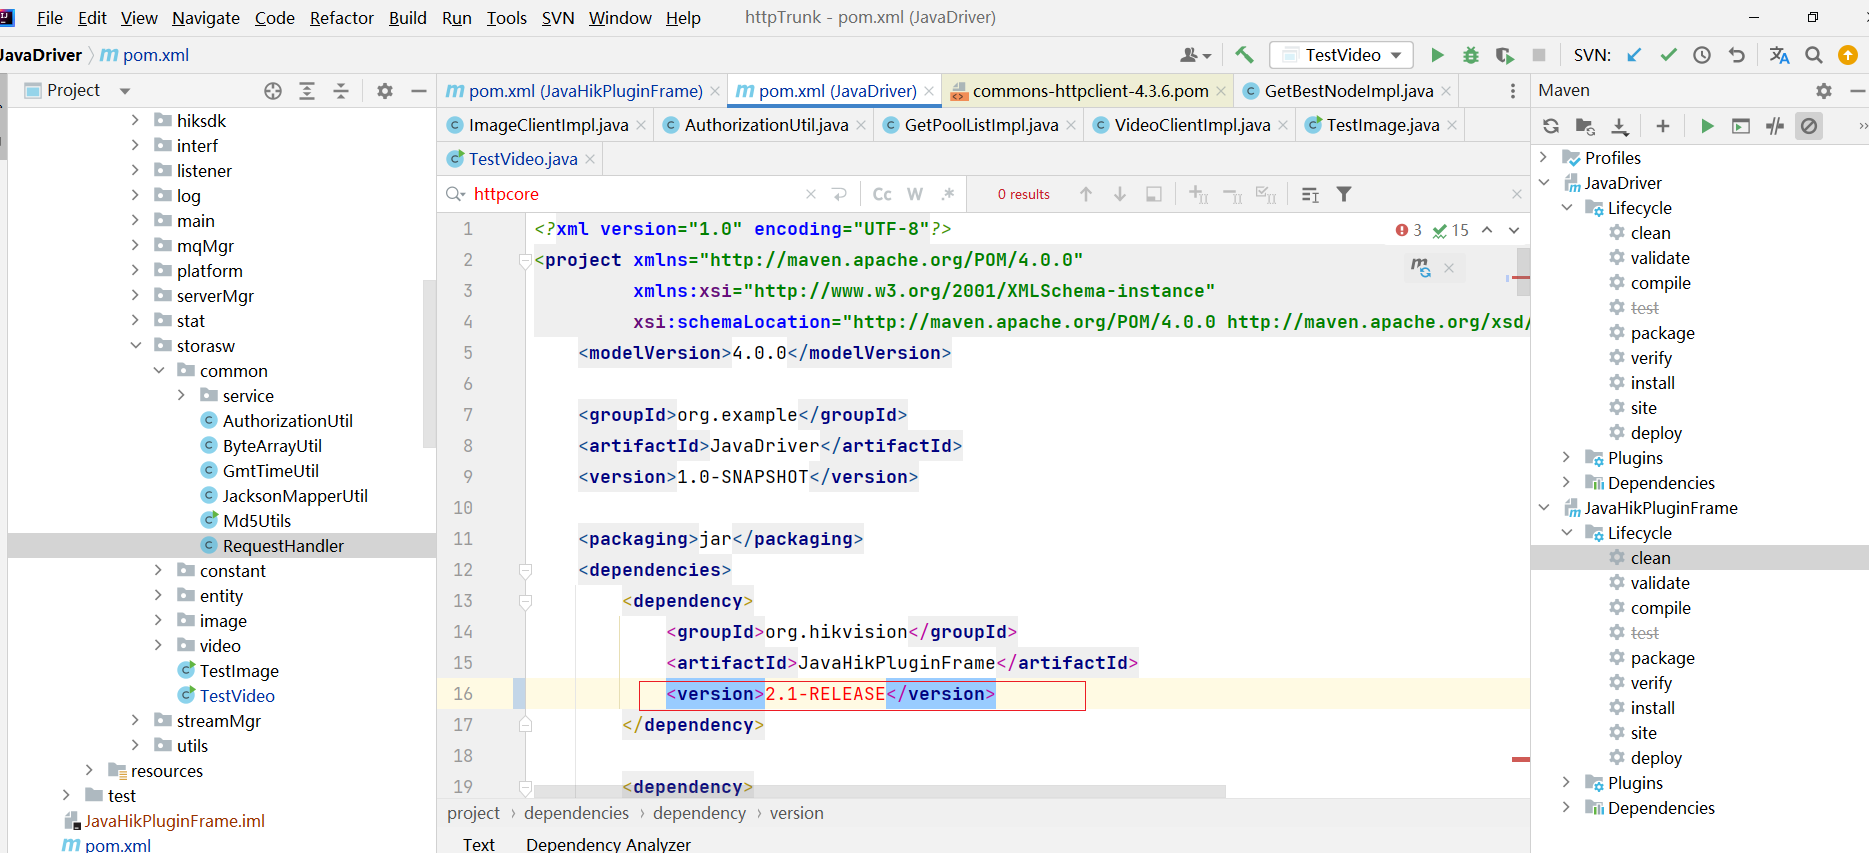 File Edit View Navigate Code Refactor Build Run Tools SVN Window Help httpTrunk - pom.xml (JavaDriver)
JavaDriver pom.xml TestVideo SVN:
Project
hiksdk
interf
listener
log
main
mqMgr
platform
serverMgr
stat
storasw
common
service
AuthorizationUtil
ByteArrayUtil
GmtTimeUtil
JacksonMapperUtil
Md5Utils
RequestHandler
constant
entity
image
video
TestImage
TestVideo
streamMgr
utils
resources
test
JavaHikPluginFrame.iml
pom.xml
pom.xml (JavaHikPluginFrame) pom.xml (JavaDriver) commons-httpclient-4.3.6.pom GetBestNodeImpl.java
ImageClientImpl.java AuthorizationUtil.java GetPoolListImpl.java VideoClientImpl.java TestImage.java
TestVideo.java
httpcore Cc W .* 0 results
3 15
1 <?xml version="1.0" encoding="UTF-8"?>
2 <project xmlns="http://maven.apache.org/POM/4.0.0"
3 xmlns:xsi="http://www.w3.org/2001/XMLSchema-instance"
4 xsi:schemaLocation="http://maven.apache.org/POM/4.0.0 http://maven.apache.org/xsd/
5 <modelVersion>4.0.0</modelVersion>
6
7 <groupId>org.example</groupId>
8 <artifactId>JavaDriver</artifactId>
9 <version>1.0-SNAPSHOT</version>
10
11 <packaging>jar</packaging>
12 <dependencies>
13 <dependency>
14 <groupId>org.hikvision</groupId>
15 <artifactId>JavaHikPluginFrame</artifactId>
16 <version>2.1-RELEASE</version>
17 </dependency>
18
19 <dependency>
project dependencies dependency version
Text Dependency Analyzer
Maven
Profiles
JavaDriver
Lifecycle
clean
validate
compile
test
package
verify
install
site
deploy
Plugins
Dependencies
JavaHikPluginFrame
Lifecycle
clean
validate
compile
test
package
verify
install
site
deploy
Plugins
Dependencies